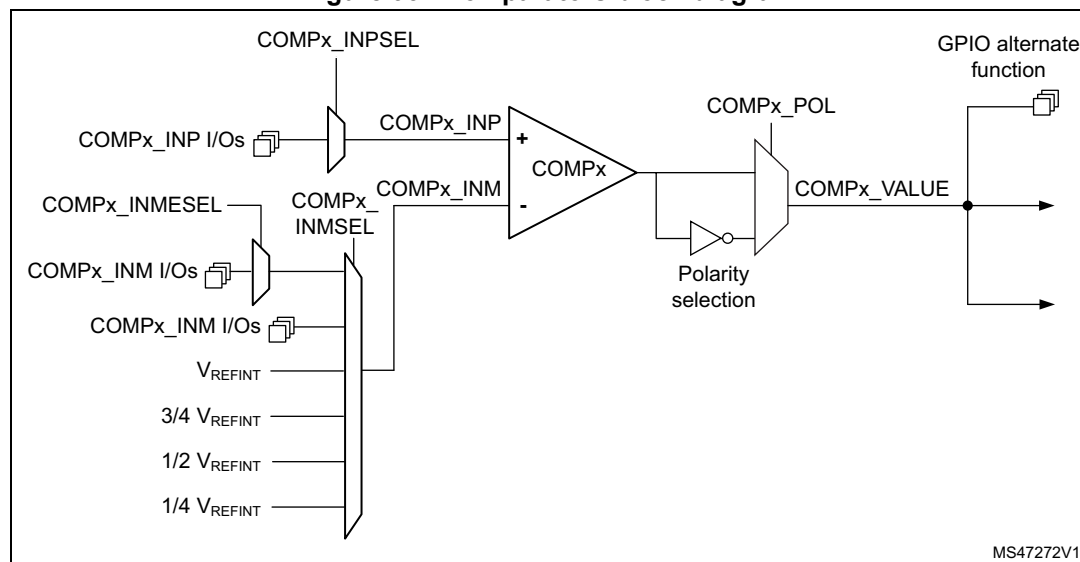 COMPx_INPSEL
GPIO alternate
function
COMPx_POL
COMPx_INP I/Os
COMPx_INP
+
COMPx
COMPx_INM
-
COMPx_VALUE
COMPx_INMESEL
COMPx_
INMSEL
COMPx_INM I/Os
Polarity
selection
COMPx_INM I/Os
VREFINT
3/4 VREFINT
1/2 VREFINT
1/4 VREFINT
MS47272V1